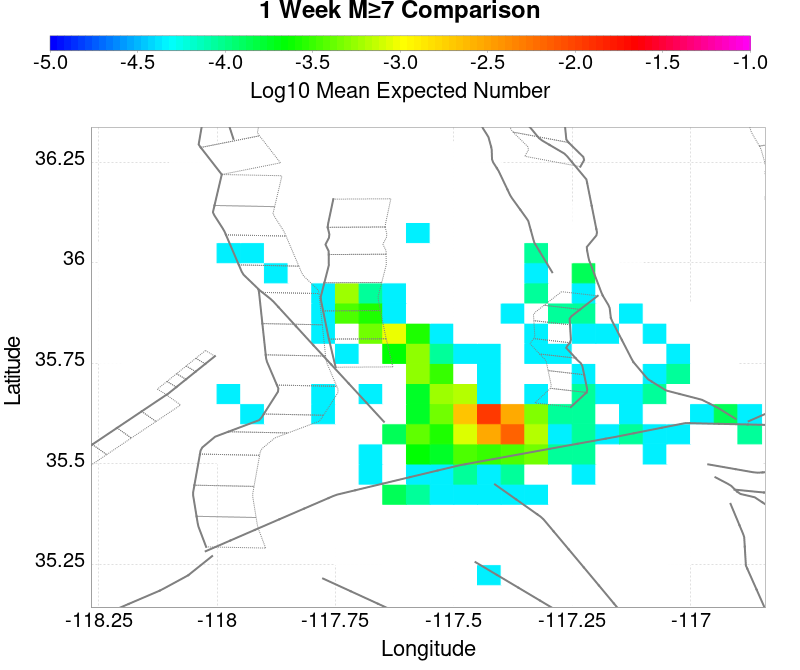 1 Week M≥7 Comparison
-5.0 -4.5 -4.0 -3.5 -3.0 -2.5 -2.0 -1.5 -1.0
Log10 Mean Expected Number
36.25
36
35.75
35.5
35.25
Latitude
-118.25 -118 -117.75 -117.5 -117.25 -117
Longitude